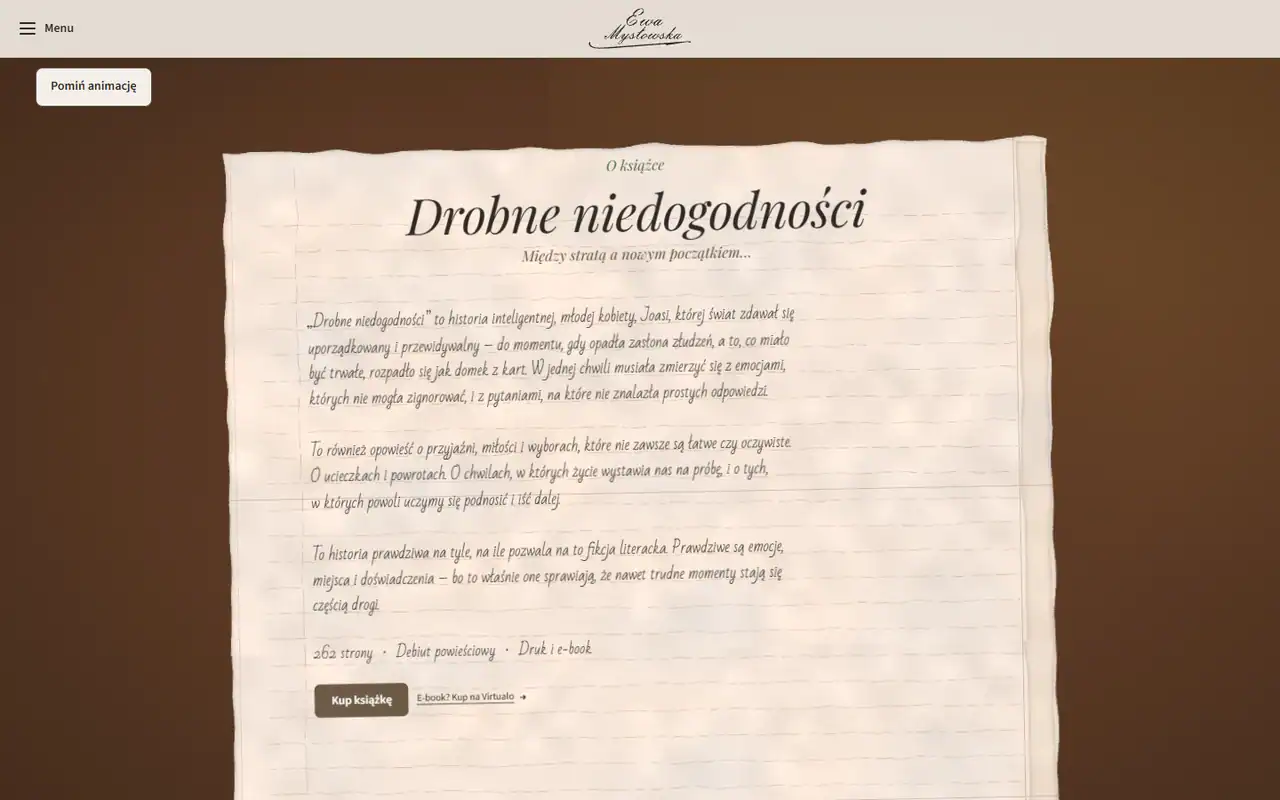 Menu
Ewa
Mysłowska
Pomiń animację
O książce
Drobne niedogodności
Między stratą a nowym początkiem...
„Drobne niedogodności” to historia inteligentnej, młodej kobiety, Joasi, której świat zdawał się
uporządkowany i przewidywalny – do momentu, gdy opadła zasłona złudzeń, a to, co miało
być trwałe, rozpadło się jak domek z kart. W jednej chwili musiała zmierzyć się z emocjami,
których nie mogła zignorować, i z pytaniami, na które nie znalazła prostych odpowiedzi.
To również opowieść o przyjaźni, miłości i wyborach, które nie zawsze są łatwe czy oczywiste.
O ucieczkach i powrotach. O chwilach, w których życie wystawia nas na próbę, i o tych,
w których powoli uczymy się podnosić i iść dalej.
To historia prawdziwa na tyle, na ile pozwala na to fikcja literacka. Prawdziwe są emocje,
miejsca i doświadczenia – bo to właśnie one sprawiają, że nawet trudne momenty stają się
częścią drogi.
262 strony · Debiut powieściowy · Druk i e-book
Kup książkę
E-book? Kup na Virtualo →